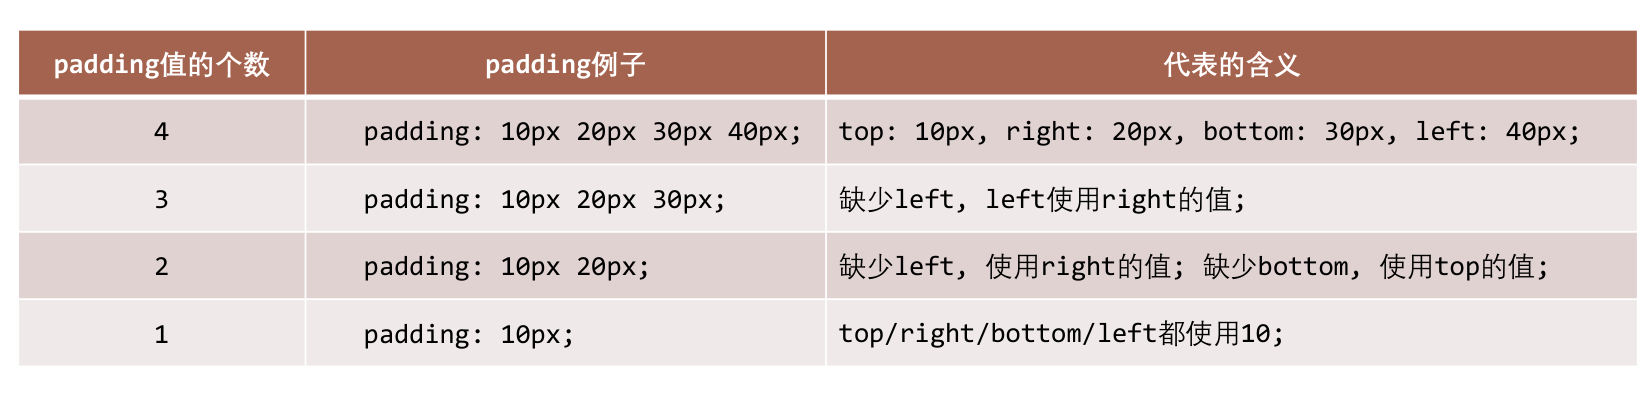 padding值的个数 padding例子 代表的含义
4 padding: 10px 20px 30px 40px; top: 10px, right: 20px, bottom: 30px, left: 40px;
3 padding: 10px 20px 30px; 缺少left, left使用right的值;
2 padding: 10px 20px; 缺少left, 使用right的值; 缺少bottom, 使用top的值;
1 padding: 10px; top/right/bottom/left都使用10;